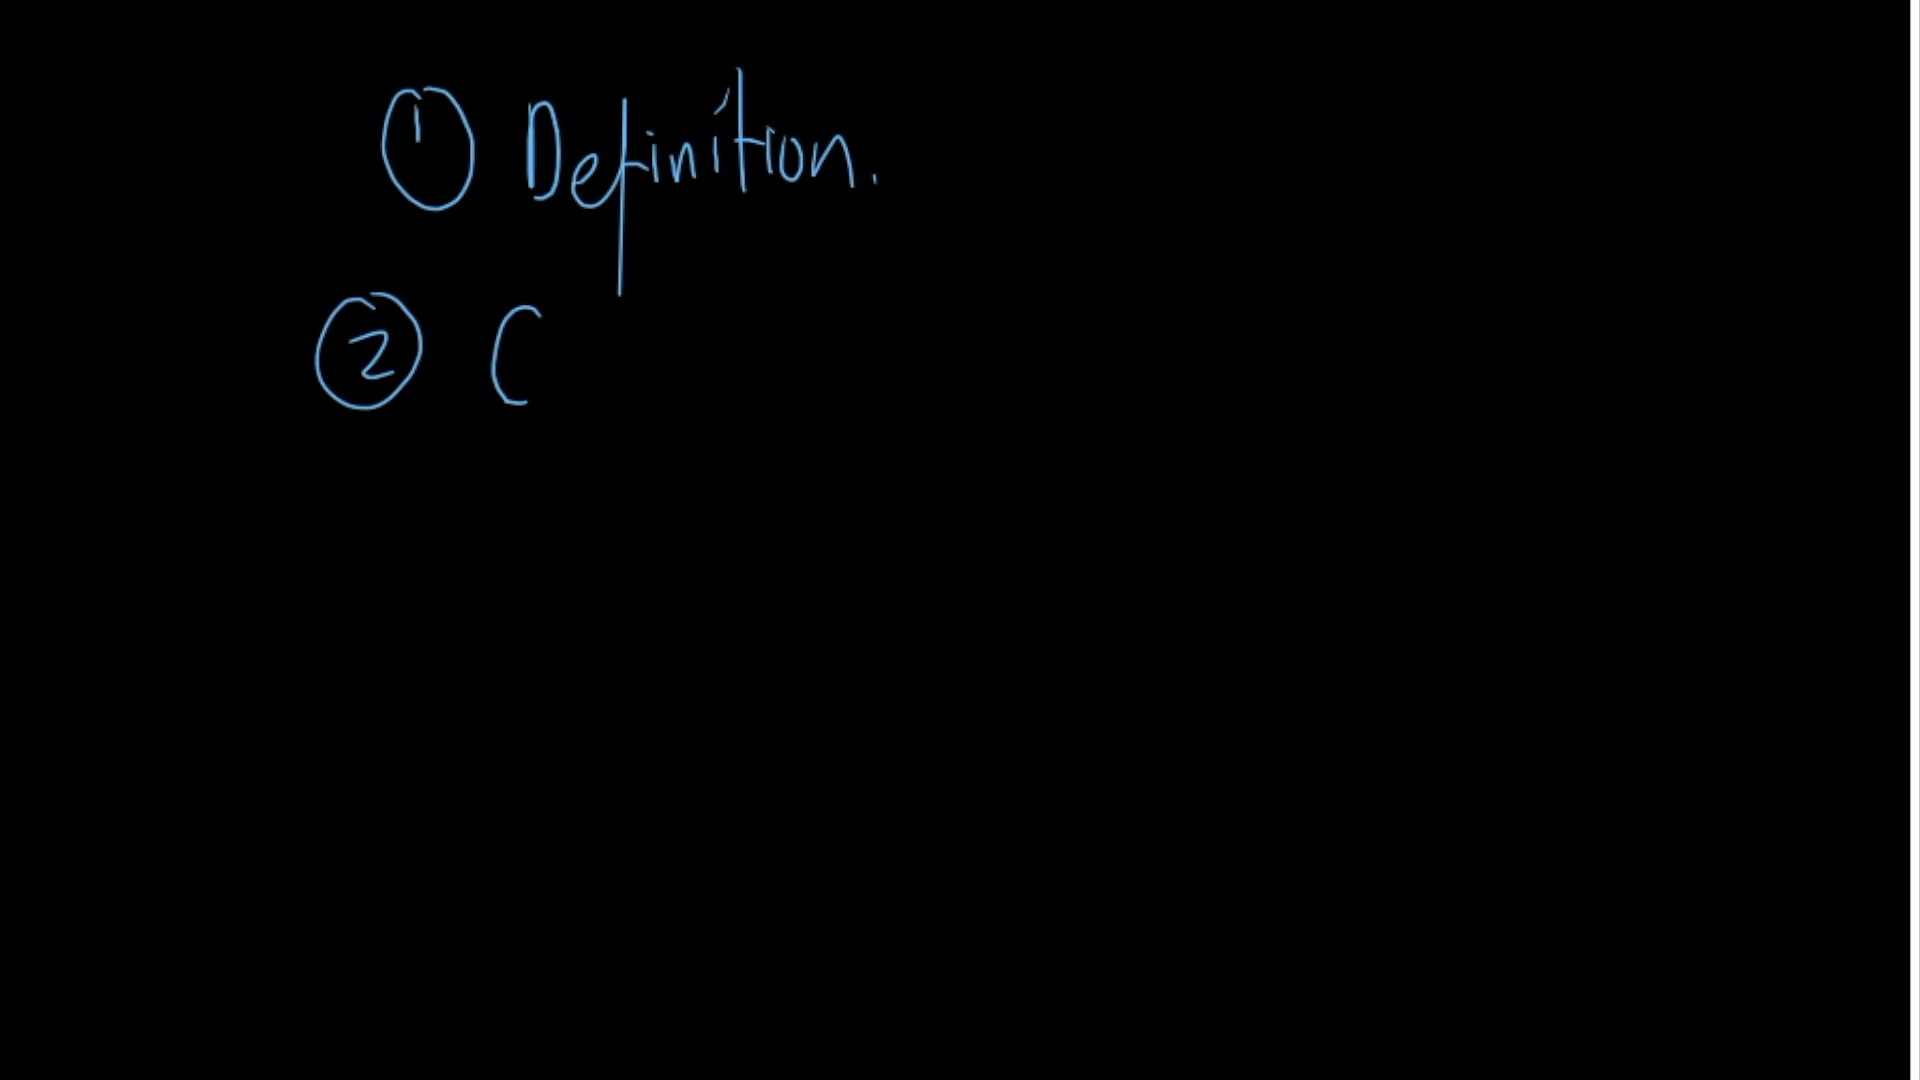 ① Definition.
② C